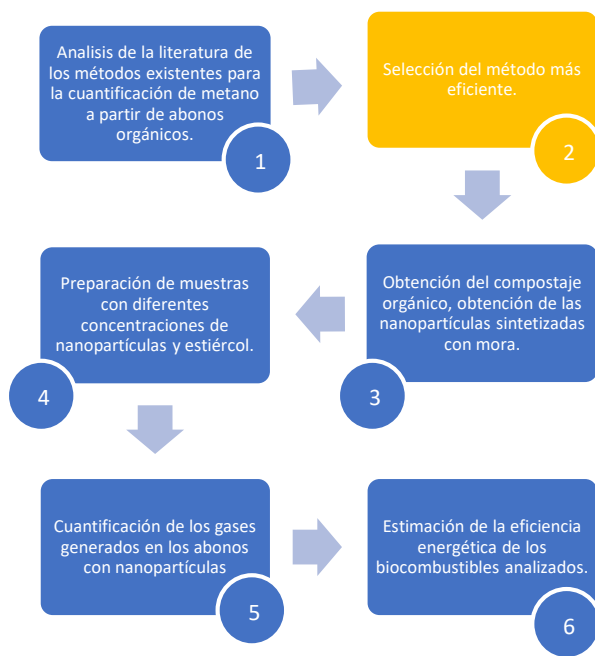 Analisis de la literatura de
los métodos existentes para
la cuantificación de metano
a partir de abonos
orgánicos.
1
Selección del método más
eficiente.
2
Obtención del compostaje
orgánico, obtención de las
nanopartículas sintetizadas
con mora.
3
Preparación de muestras
con diferentes
concentraciones de
nanopartículas y estiércol.
4
Cuantificación de los gases
generados en los abonos
con nanopartículas
5
Estimación de la eficiencia
energética de los
biocombustibles analizados.
6